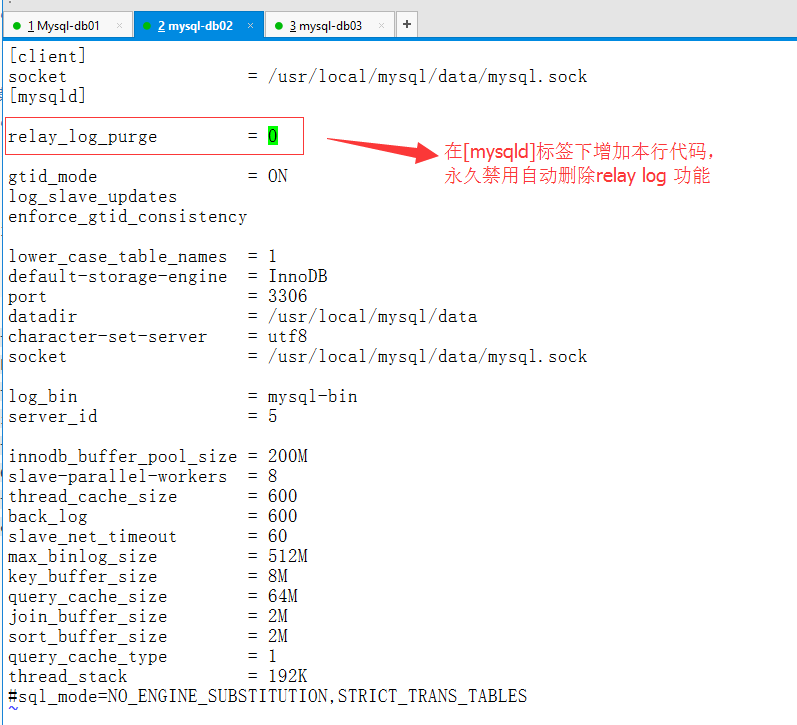 1 Mysql-db01 × 2 mysql-db02 × 3 mysql-db03 × +
[client]
socket = /usr/local/mysql/data/mysql.sock
[mysqld]
relay_log_purge = 0
在[mysqld]标签下增加本行代码，
永久禁用自动删除relay log 功能
gtid_mode = ON
log_slave_updates
enforce_gtid_consistency
lower_case_table_names = 1
default-storage-engine = InnoDB
port = 3306
datadir = /usr/local/mysql/data
character-set-server = utf8
socket = /usr/local/mysql/data/mysql.sock
log_bin = mysql-bin
server_id = 5
innodb_buffer_pool_size = 200M
slave-parallel-workers = 8
thread_cache_size = 600
back_log = 600
slave_net_timeout = 60
max_binlog_size = 512M
key_buffer_size = 8M
query_cache_size = 64M
join_buffer_size = 2M
sort_buffer_size = 2M
query_cache_type = 1
thread_stack = 192K
#sql_mode=NO_ENGINE_SUBSTITUTION,STRICT_TRANS_TABLES
~